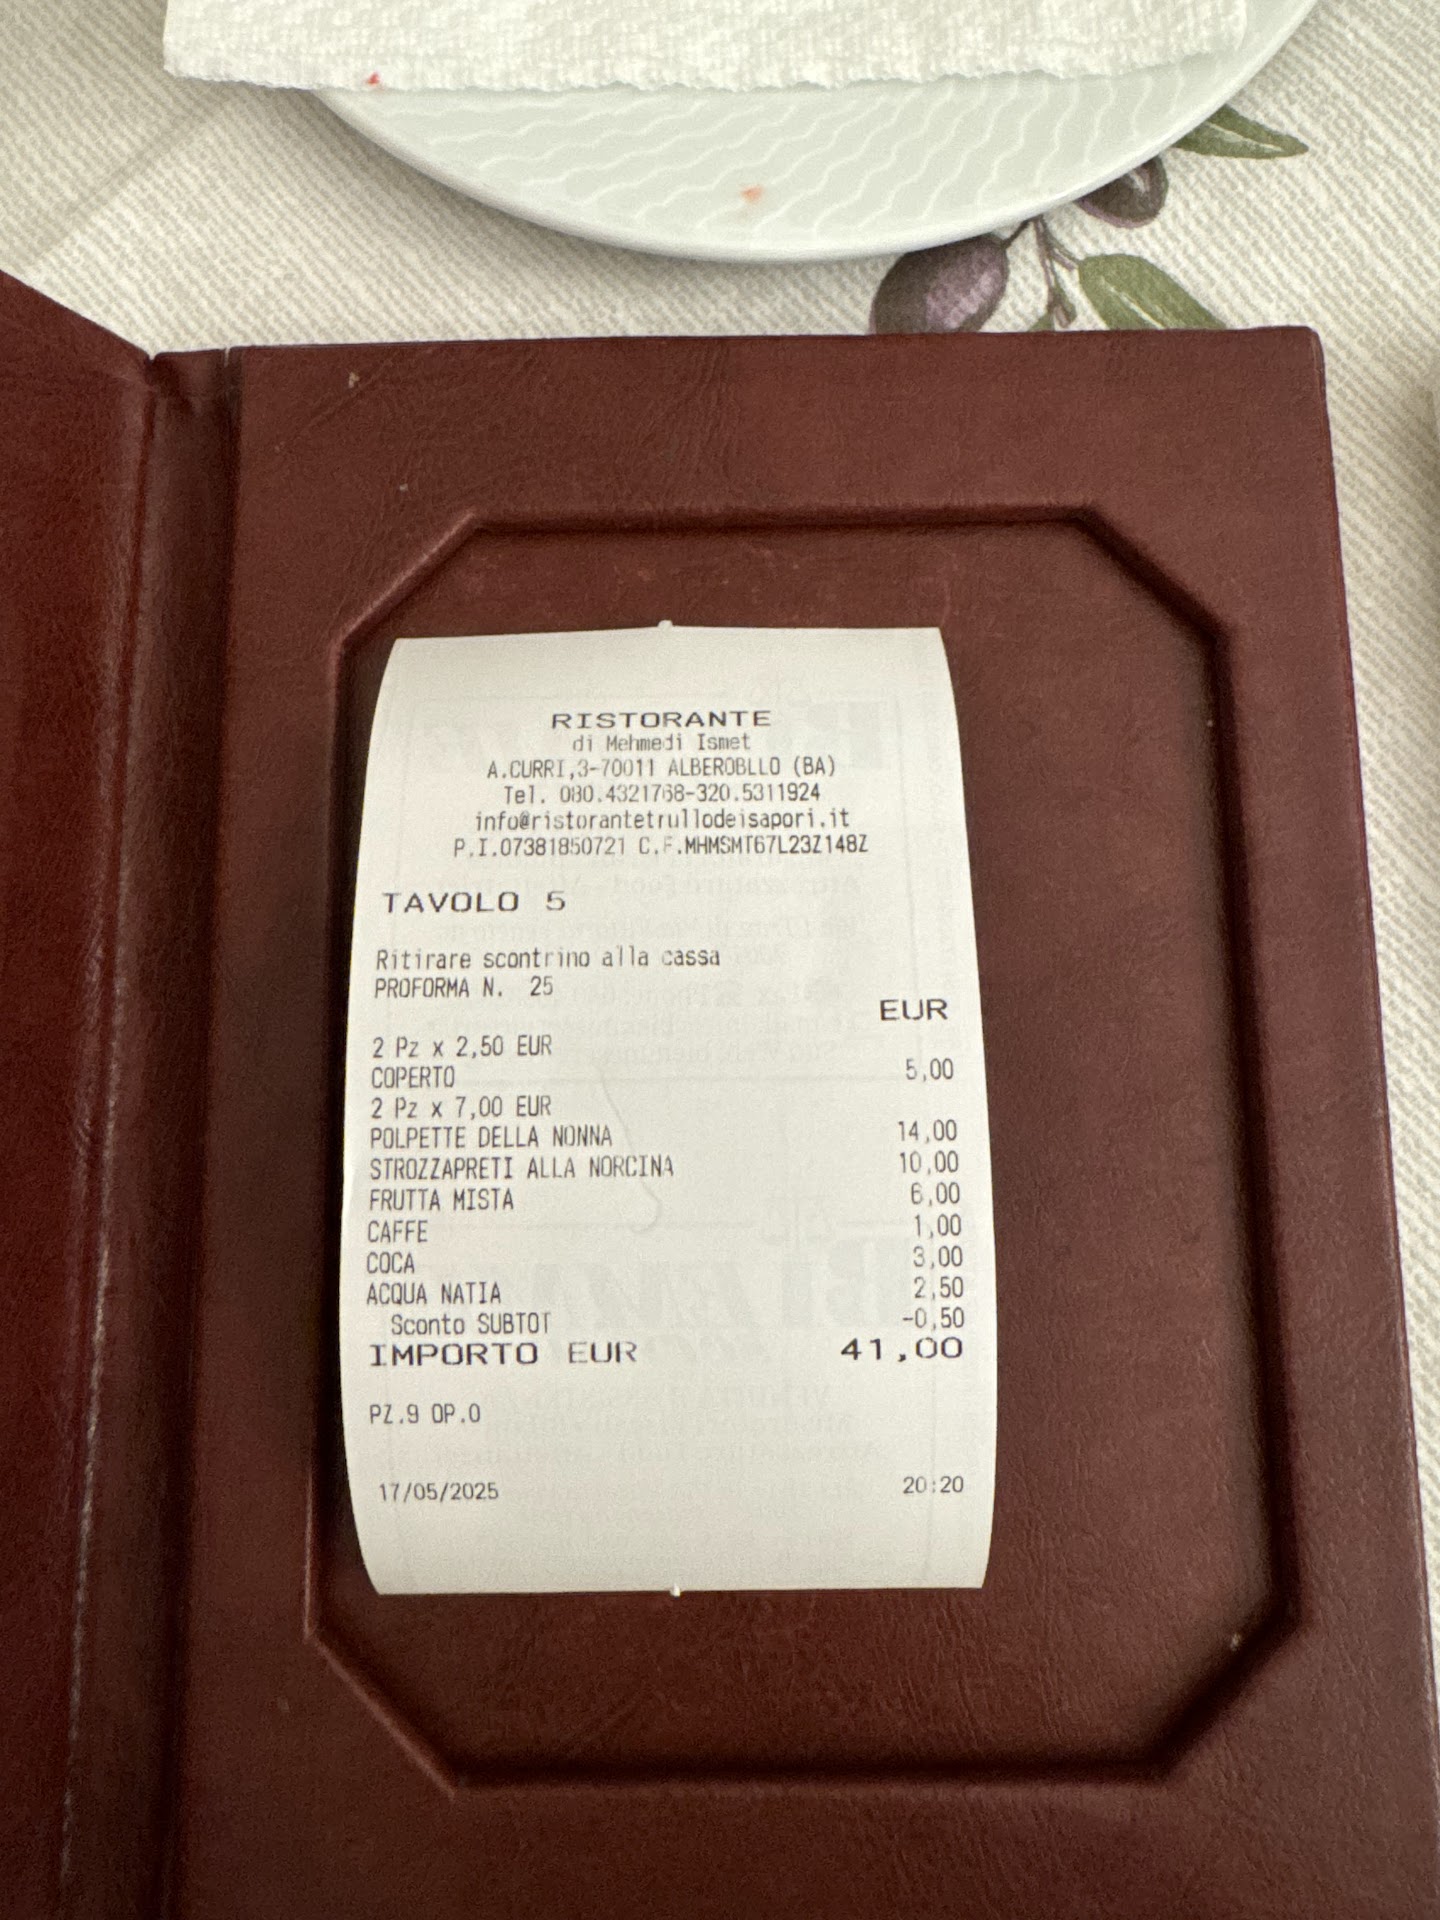 RISTORANTE
di Mehmedi Ismet
A.CURRI,3-70011 ALBEROBLLO (BA)
Tel. 080.4321768-320.5311924
info@ristorantetrullodeisapori.it
P.I.07381850721 C.F.MHMSMT67L23Z148Z
TAVOLO 5
Ritirare scontrino alla cassa
PROFORMA N. 25
EUR
2 Pz x 2,50 EUR
COPERTO 5,00
2 Pz x 7,00 EUR
POLPETTE DELLA NONNA 14,00
STROZZAPRETI ALLA NORCINA 10,00
FRUTTA MISTA 6,00
CAFFE 1,00
COCA 3,00
ACQUA NATIA 2,50
Sconto SUBTOT -0,50
IMPORTO EUR 41,00
PZ.9 OP.0
17/05/2025 20:20